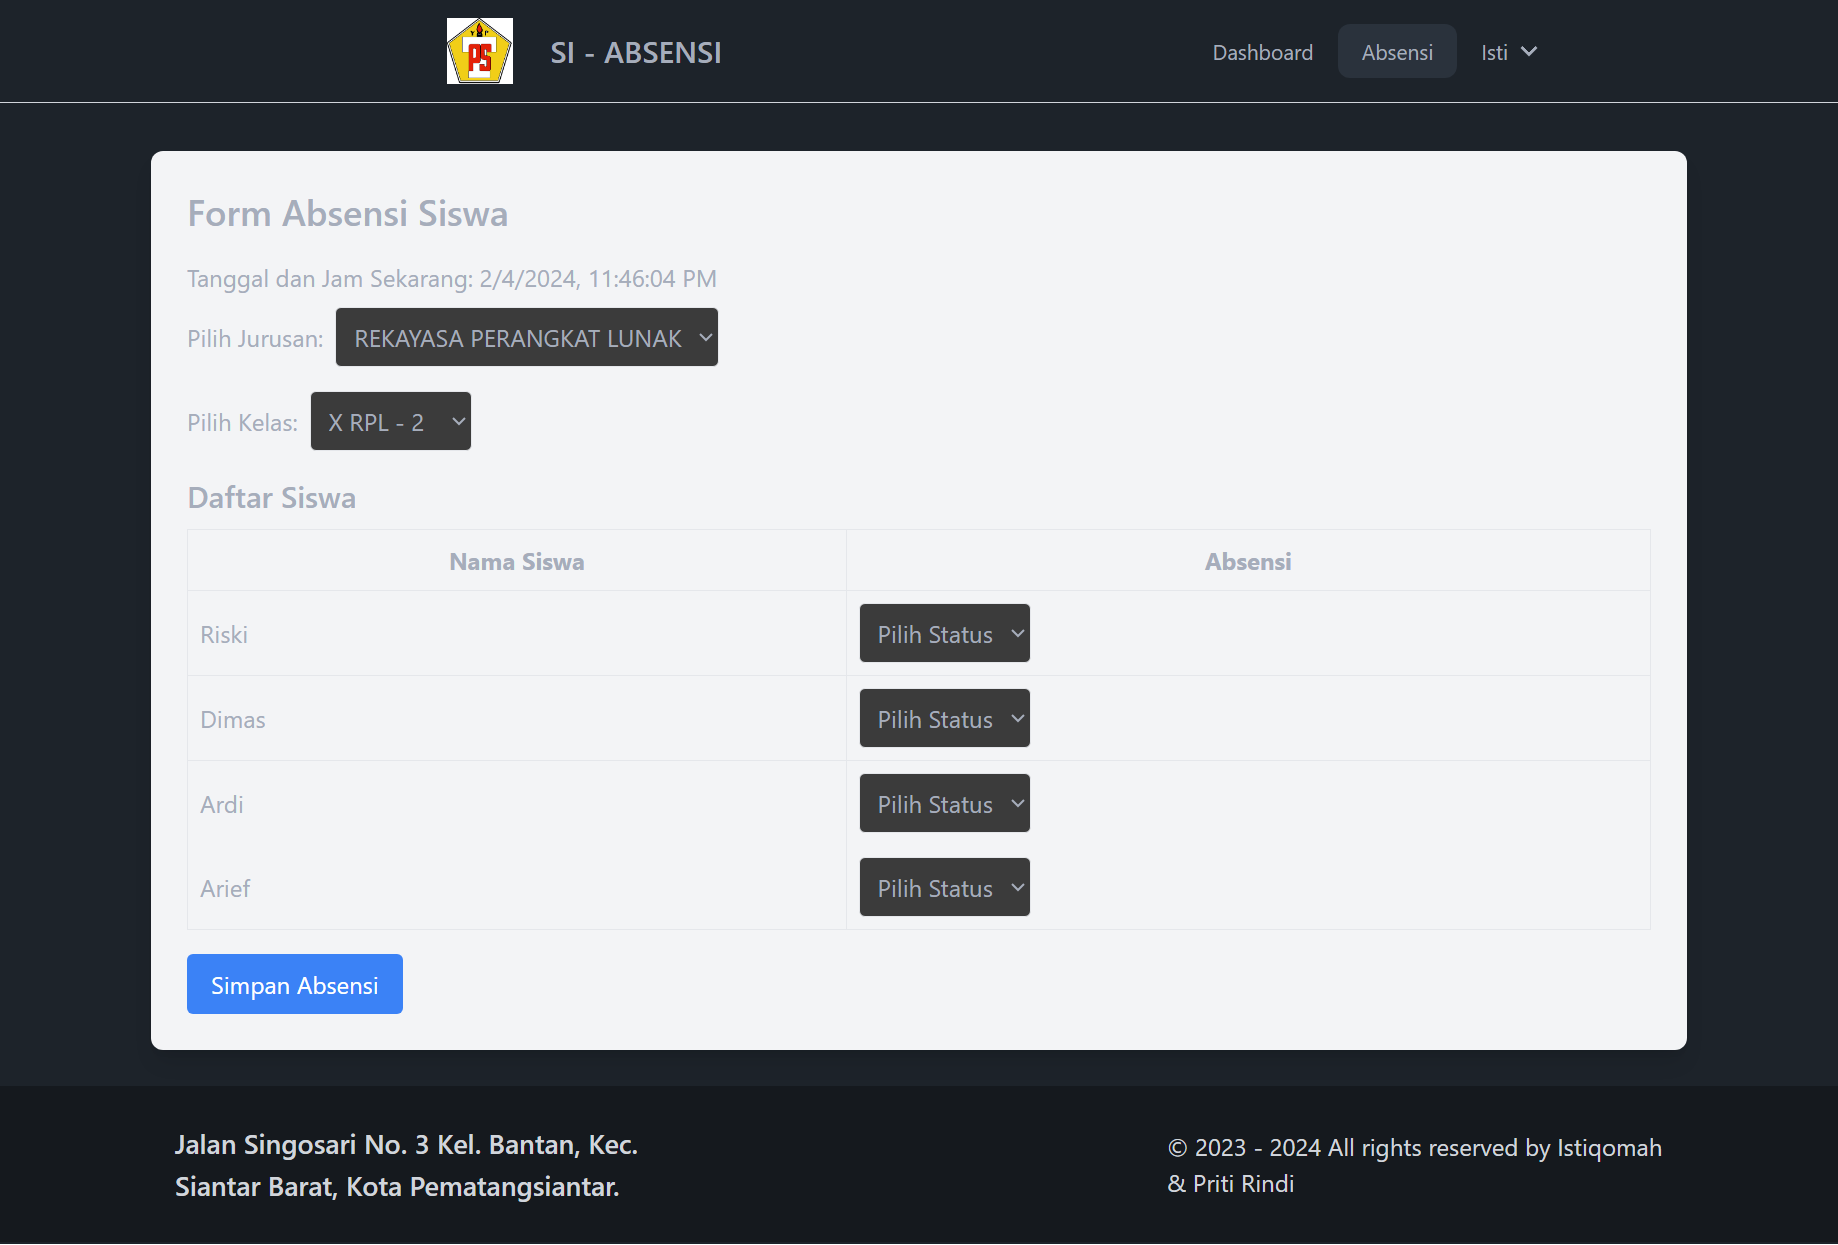 SI - ABSENSI
Dashboard
Absensi
Isti
Form Absensi Siswa
Tanggal dan Jam Sekarang: 2/4/2024, 11:46:04 PM
Pilih Jurusan: REKAYASA PERANGKAT LUNAK
Pilih Kelas: X RPL - 2
Daftar Siswa
Nama Siswa Absensi
Riski Pilih Status
Dimas Pilih Status
Ardi Pilih Status
Arief Pilih Status
Simpan Absensi
Jalan Singosari No. 3 Kel. Bantan, Kec.
Siantar Barat, Kota Pematangsiantar.
© 2023 - 2024 All rights reserved by Istiqomah
& Priti Rindi